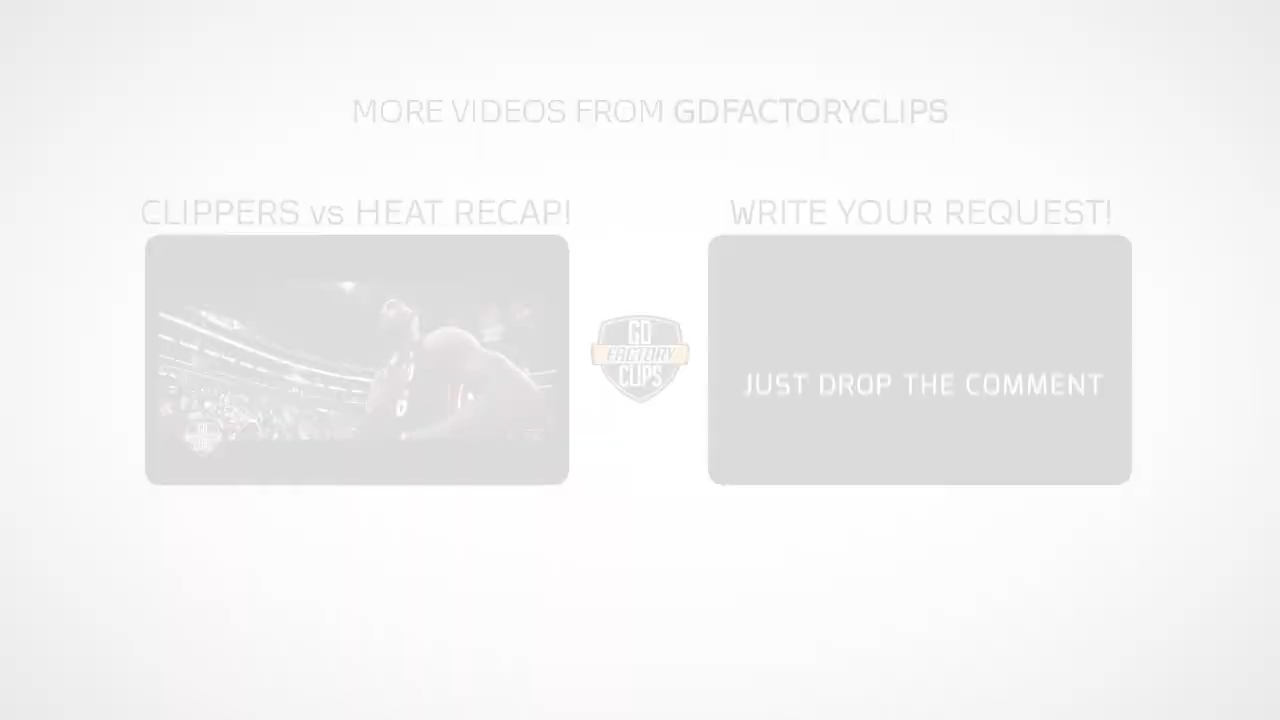 MORE VIDEOS FROM GDFACTORYCLIPS
CLIPPERS vs HEAT RECAP!
WRITE YOUR REQUEST!
GD
FACTORY
CLIPS
JUST DROP THE COMMENT